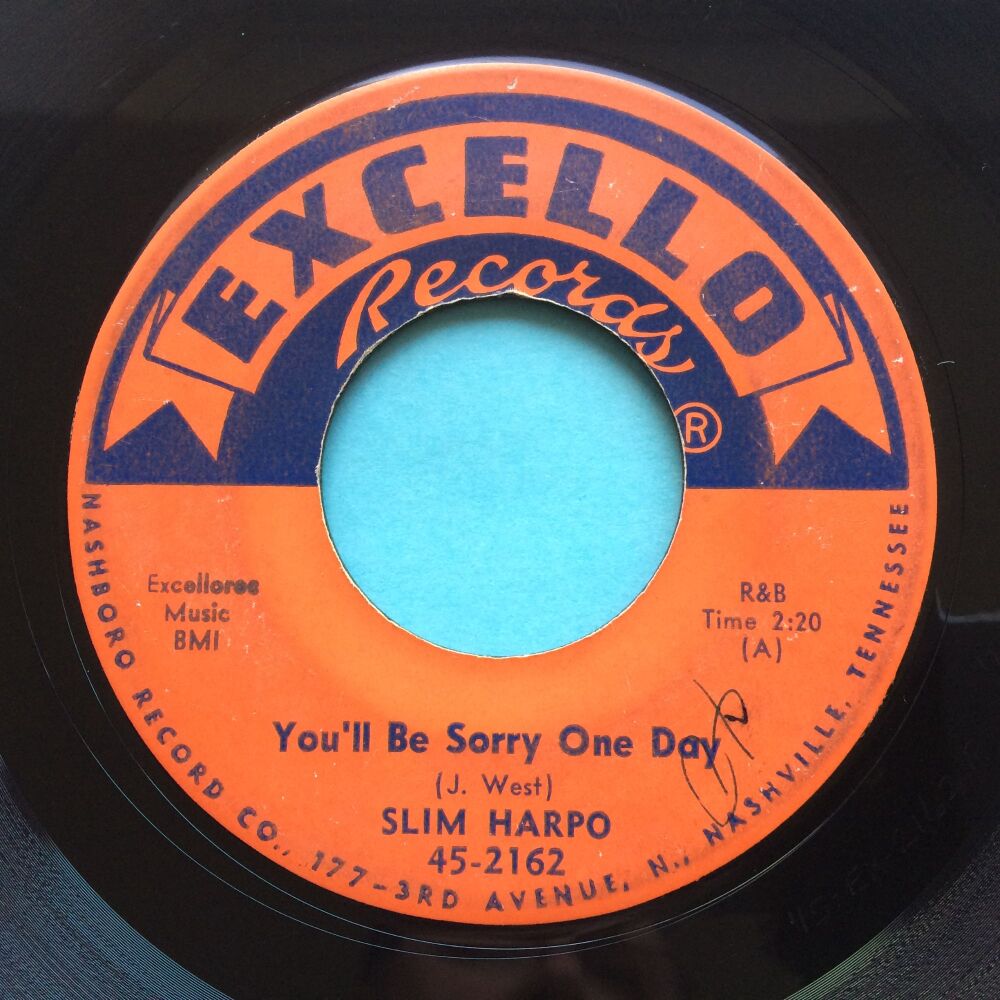 EXCELLO
Records
®
Excellorec
Music
BMI
R&B
Time 2:20
(A)
You'll Be Sorry One Day
(J. West)
SLIM HARPO
45-2162
NASHBORO RECORD CO., 177-3RD AVENUE, N., NASHVILLE, TENNESSEE